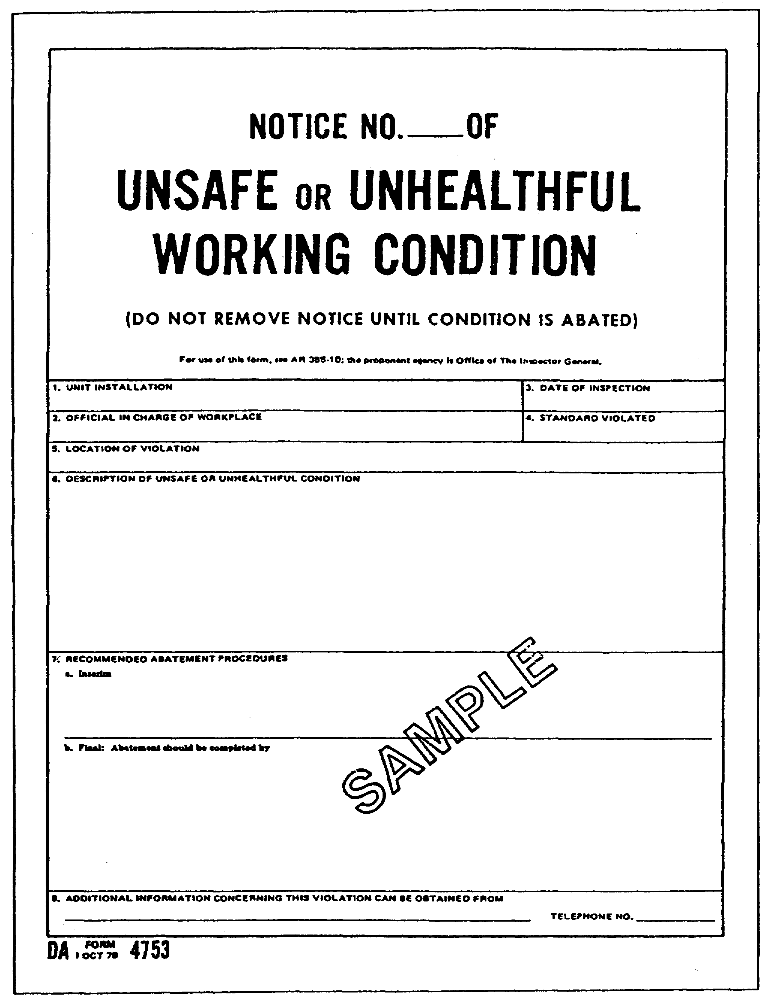 NOTICE NO.____OF
UNSAFE OR UNHEALTHFUL
WORKING CONDITION
(DO NOT REMOVE NOTICE UNTIL CONDITION IS ABATED)
For use of this form, see AR 385-10; the proponent agency is Office of The Inspector General.
1. UNIT INSTALLATION
3. DATE OF INSPECTION
2. OFFICIAL IN CHARGE OF WORKPLACE
4. STANDARD VIOLATED
5. LOCATION OF VIOLATION
6. DESCRIPTION OF UNSAFE OR UNHEALTHFUL CONDITION
7. RECOMMENDED ABATEMENT PROCEDURES
a. Interim
b. Final: Abatement should be completed by
SAMPLE
8. ADDITIONAL INFORMATION CONCERNING THIS VIOLATION CAN BE OBTAINED FROM
TELEPHONE NO.
DA FORM 4753
1 OCT 78